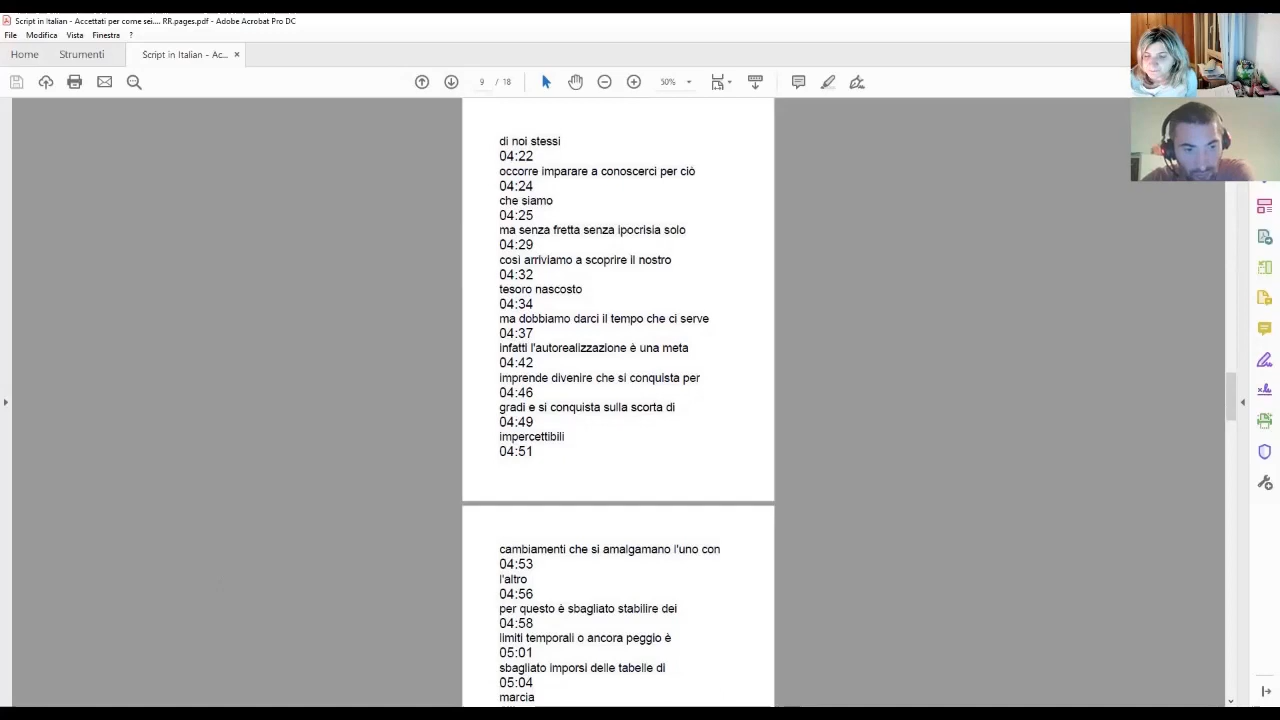 Script in Italian - Accettati per come sei.... RR.pages.pdf - Adobe Acrobat Pro DC
File Modifica Vista Finestra ?
Home Strumenti Script in Italian - Ac... ×
9 / 18 50%
di noi stessi
04:22
occorre imparare a conoscerci per ciò
04:24
che siamo
04:25
ma senza fretta senza ipocrisia solo
04:29
così arriviamo a scoprire il nostro
04:32
tesoro nascosto
04:34
ma dobbiamo darci il tempo che ci serve
04:37
infatti l'autorealizzazione è una meta
04:42
imprende divenire che si conquista per
04:46
gradi e si conquista sulla scorta di
04:49
impercettibili
04:51
cambiamenti che si amalgamano l'uno con
04:53
l'altro
04:56
per questo è sbagliato stabilire dei
04:58
limiti temporali o ancora peggio è
05:01
sbagliato imporsi delle tabelle di
05:04
marcia